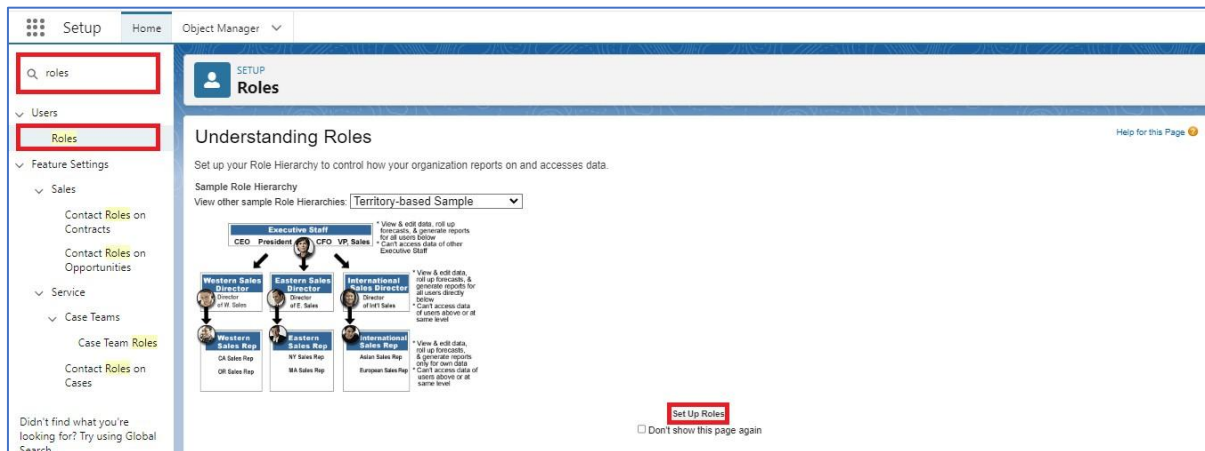 Setup
Home
Object Manager
roles
Users
Roles
Feature Settings
Sales
Contact Roles on
Contracts
Contact Roles on
Opportunities
Service
Case Teams
Case Team Roles
Contact Roles on
Cases
Didn't find what you're
looking for? Try using Global
Search
SETUP
Roles
Understanding Roles
Help for this Page
Set up your Role Hierarchy to control how your organization reports on and accesses data.
Sample Role Hierarchy
View other sample Role Hierarchies: Territory-based Sample
Executive Staff
CEO President CFO VP, Sales
* View & edit data, roll up
forecasts, & generate reports
for all users below
* Can't access data of other
Executive Staff
Western Sales
Director
Director
of W. Sales
Eastern Sales
Director
Director
of E. Sales
International
Sales Director
Director
of Int'l Sales
* View & edit data,
roll up forecasts, &
generate reports for
all users directly
below
* Can't access data
of users above or at
same level
Western
Sales Rep
CA Sales Rep
OR Sales Rep
Eastern
Sales Rep
NY Sales Rep
MA Sales Rep
International
Sales Rep
Asian Sales Rep
European Sales Rep
* View & edit data,
roll up forecasts,
& generate reports
only for own data
* Can't access data of
users above or at
same level
Set Up Roles
Don't show this page again